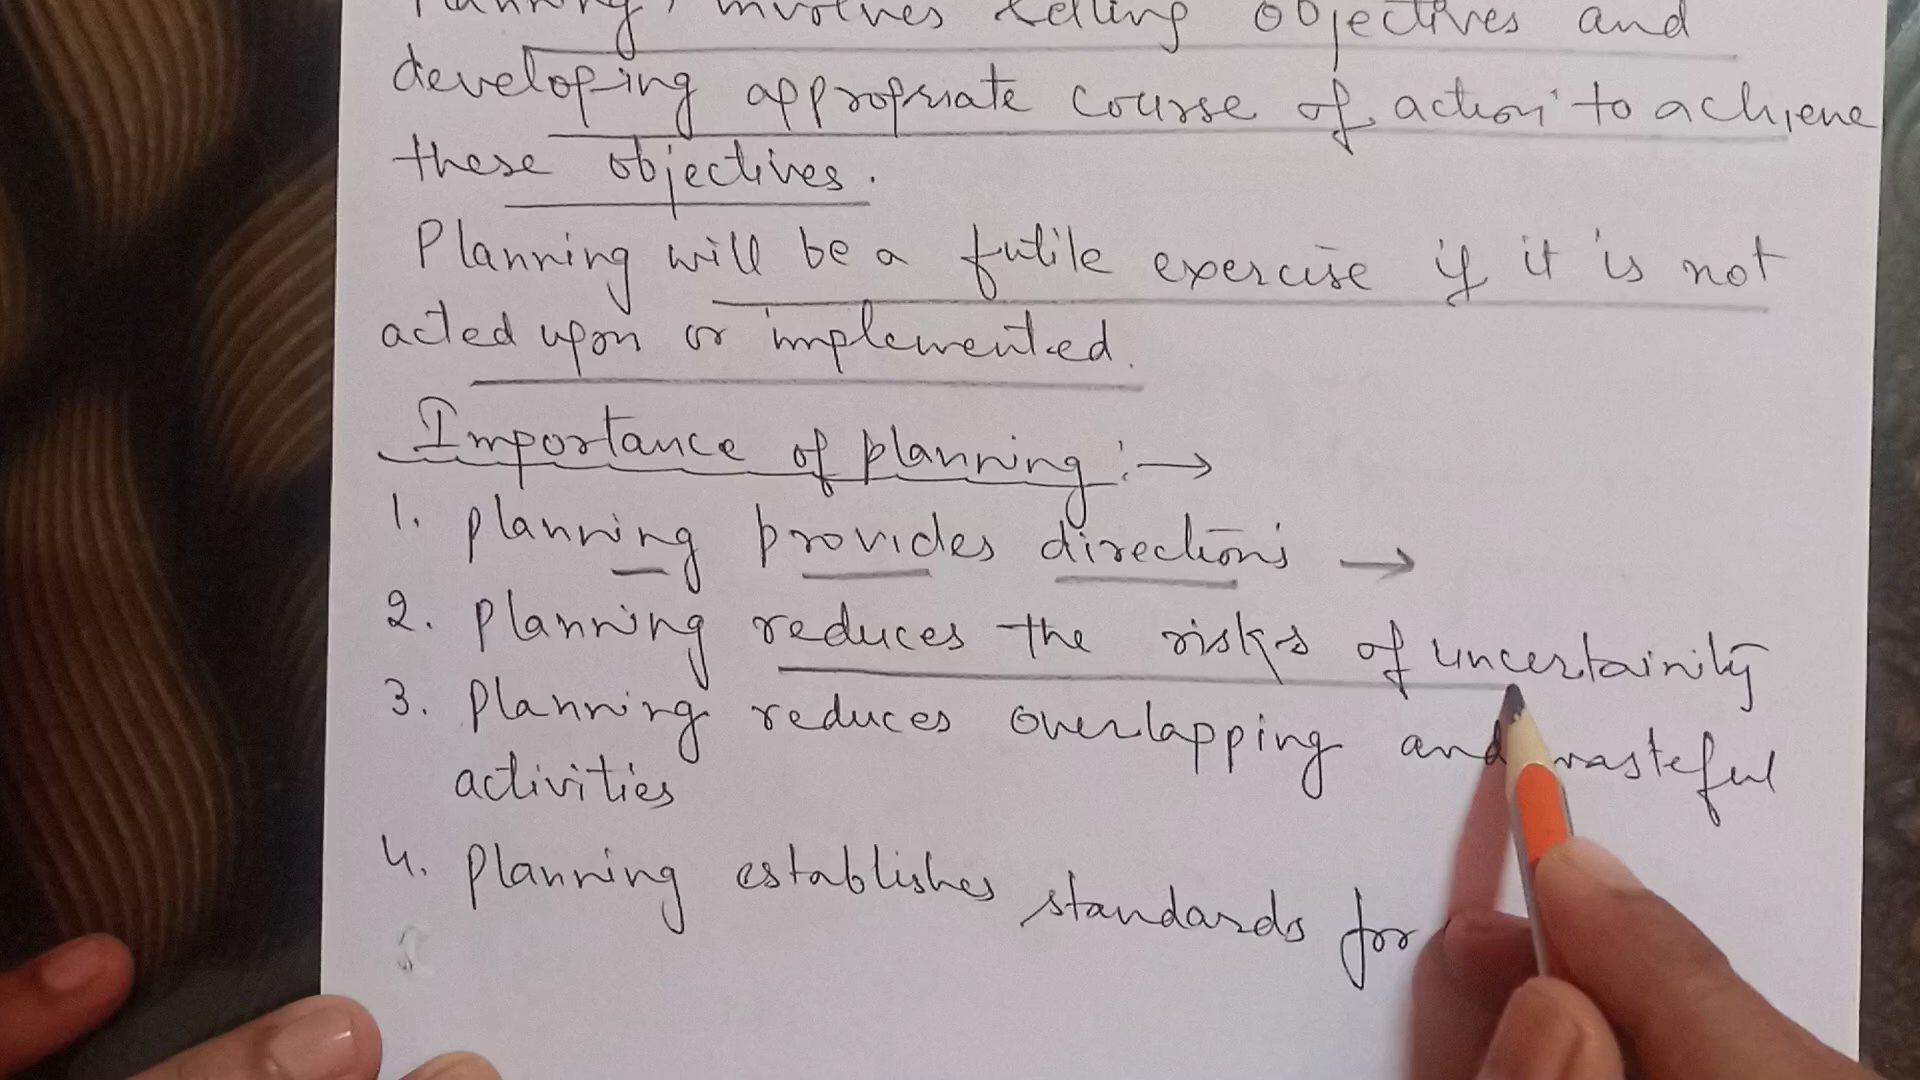 Planning, involves setting objectives and
developing appropriate course of action to achieve
these objectives.
Planning will be a futile exercise if it is not
acted upon or implemented.
Importance of planning :→
1. planning provides directions →
2. planning reduces the risks of uncertainity
3. planning reduces overlapping and wasteful
activities
4. planning establishes standards for